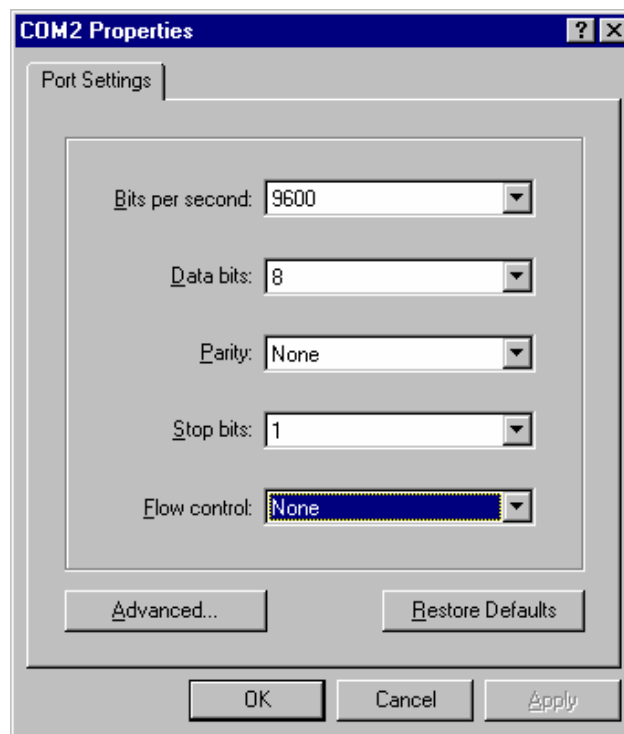 COM2 Properties
Port Settings
Bits per second: 9600
Data bits: 8
Parity: None
Stop bits: 1
Flow control: None
Advanced... Restore Defaults
OK Cancel Apply